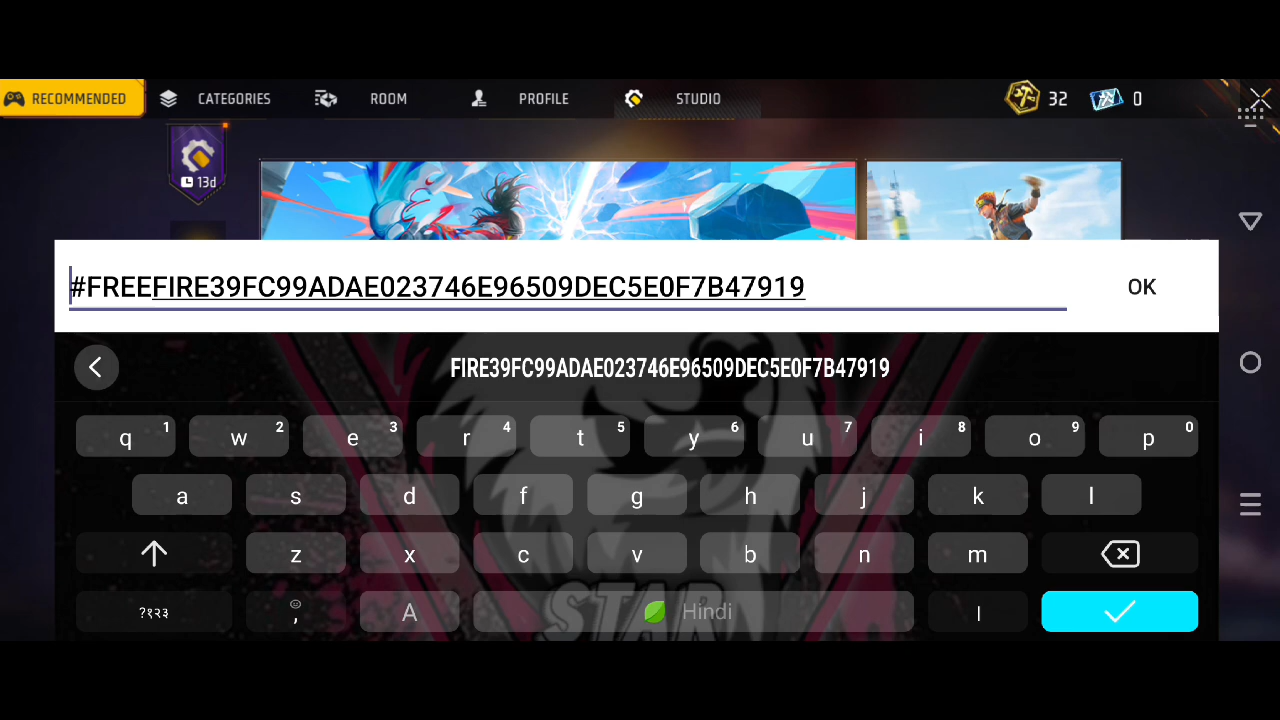 RECOMMENDED CATEGORIES ROOM PROFILE STUDIO 32 0
13d
#FREEFIRE39FC99ADAE023746E96509DEC5E0F7B47919 OK
FIRE39FC99ADAE023746E96509DEC5E0F7B47919
q 1 w 2 e 3 r 4 t 5 y 6 u 7 i 8 o 9 p 0
a s d f g h j k l
z x c v b n m
?१२३ , A Hindi ।
STAR